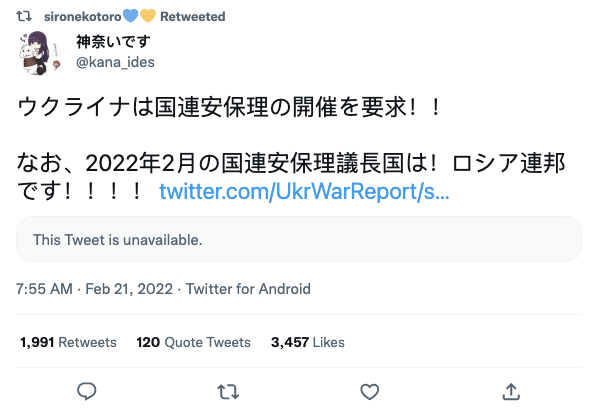 sironekotoro💙💛 Retweeted
神奈いです
@kana_ides
ウクライナは国連安保理の開催を要求！！
なお、2022年2月の国連安保理議長国は！ロシア連邦
です！！！！ twitter.com/UkrWarReport/s...
This Tweet is unavailable.
7:55 AM · Feb 21, 2022 · Twitter for Android
1,991 Retweets 120 Quote Tweets 3,457 Likes